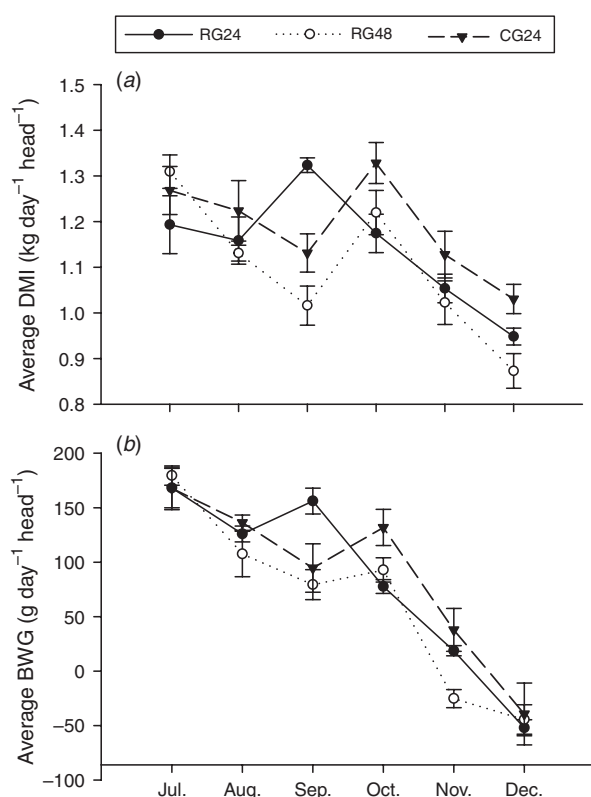 RG24 RG48 CG24
(a)
1.5
1.4
1.3
1.2
1.1
1.0
0.9
0.8
Average DMI (kg day⁻¹ head⁻¹)
(b)
200
150
100
50
0
−50
−100
Average BWG (g day⁻¹ head⁻¹)
Jul. Aug. Sep. Oct. Nov. Dec.